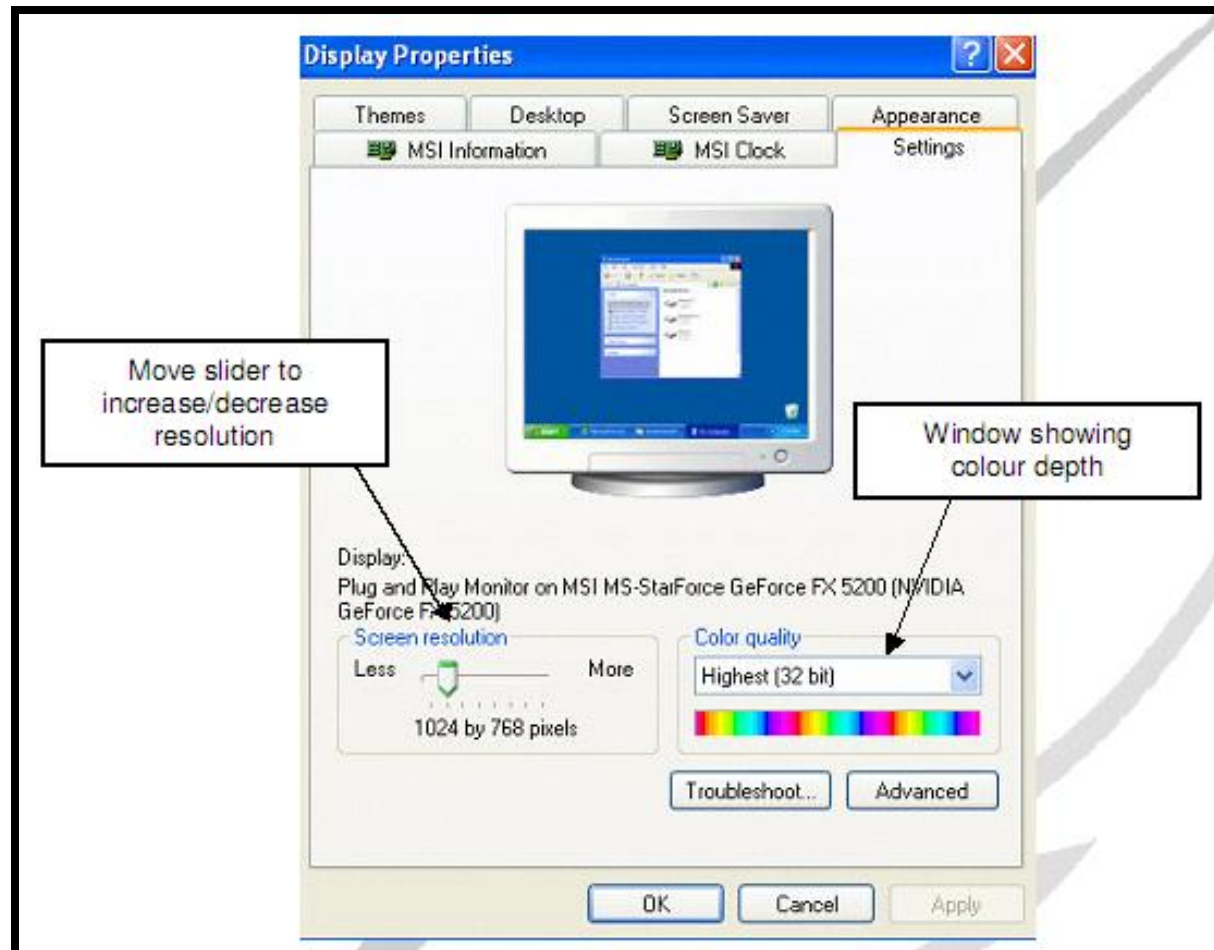 Display Properties
Themes Desktop Screen Saver Appearance
MSI Information MSI Clock Settings
Move slider to
increase/decrease
resolution
Window showing
colour depth
Display:
Plug and Play Monitor on MSI MS-StarForce GeForce FX 5200 (NVIDIA
GeForce FX 5200)
Screen resolution
Less More
1024 by 768 pixels
Color quality
Highest (32 bit)
Troubleshoot... Advanced
OK Cancel Apply